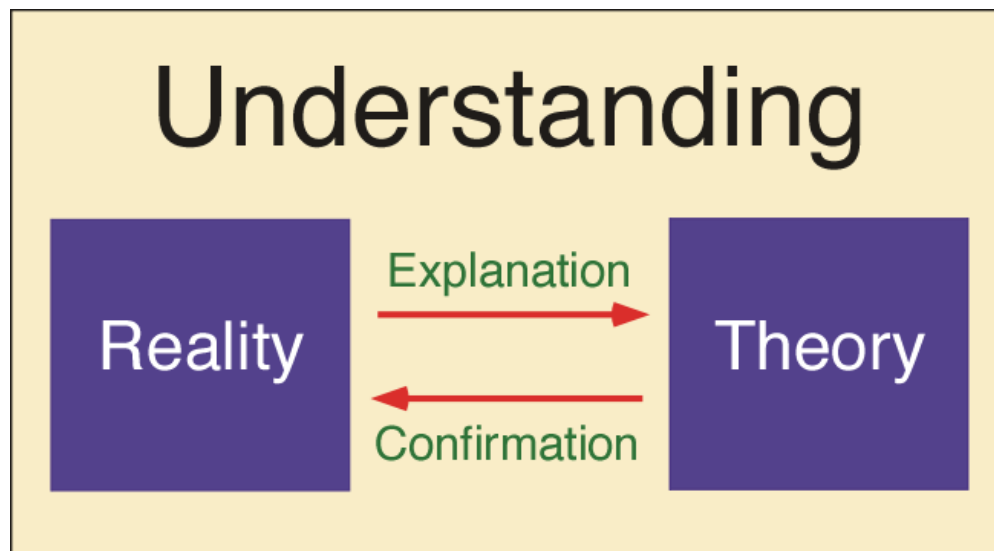 Understanding
Explanation
Reality
Theory
Confirmation